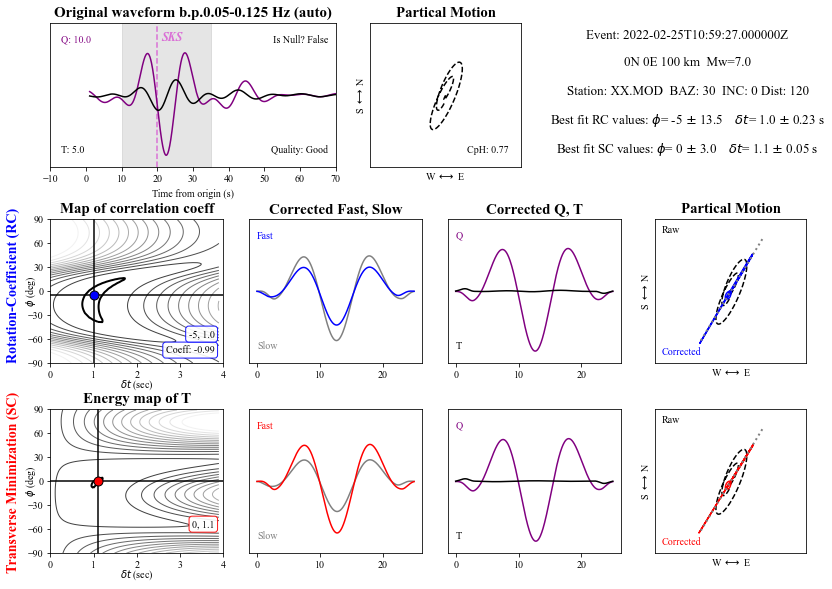 Original waveform b.p.0.05-0.125 Hz (auto)
Q: 10.0
SKS
Is Null? False
T: 5.0
Quality: Good
−10 0 10 20 30 40 50 60 70
Time from origin (s)
Partical Motion
S ⟷ N
CpH: 0.77
W ⟷ E
Event: 2022-02-25T10:59:27.000000Z
0N 0E 100 km  Mw=7.0
Station: XX.MOD  BAZ: 30  INC: 0 Dist: 120
Best fit RC values: ϕ= -5 ± 13.5    δt= 1.0 ± 0.23 s
Best fit SC values: ϕ= 0 ± 3.0    δt= 1.1 ± 0.05 s
Rotation-Coefficient (RC)
Map of correlation coeff
90
60
30
0
−30
−60
−90
ϕ (deg)
-5, 1.0
Coeff: -0.99
0 1 2 3 4
δt (sec)
Corrected Fast, Slow
Fast
Slow
0 10 20
Corrected Q, T
Q
T
0 10 20
Partical Motion
Raw
S ⟷ N
Corrected
W ⟷ E
Transverse Minimization (SC)
Energy map of T
90
60
30
0
−30
−60
−90
ϕ (deg)
0, 1.1
0 1 2 3 4
δt (sec)
Fast
Slow
0 10 20
Q
T
0 10 20
Raw
S ⟷ N
Corrected
W ⟷ E